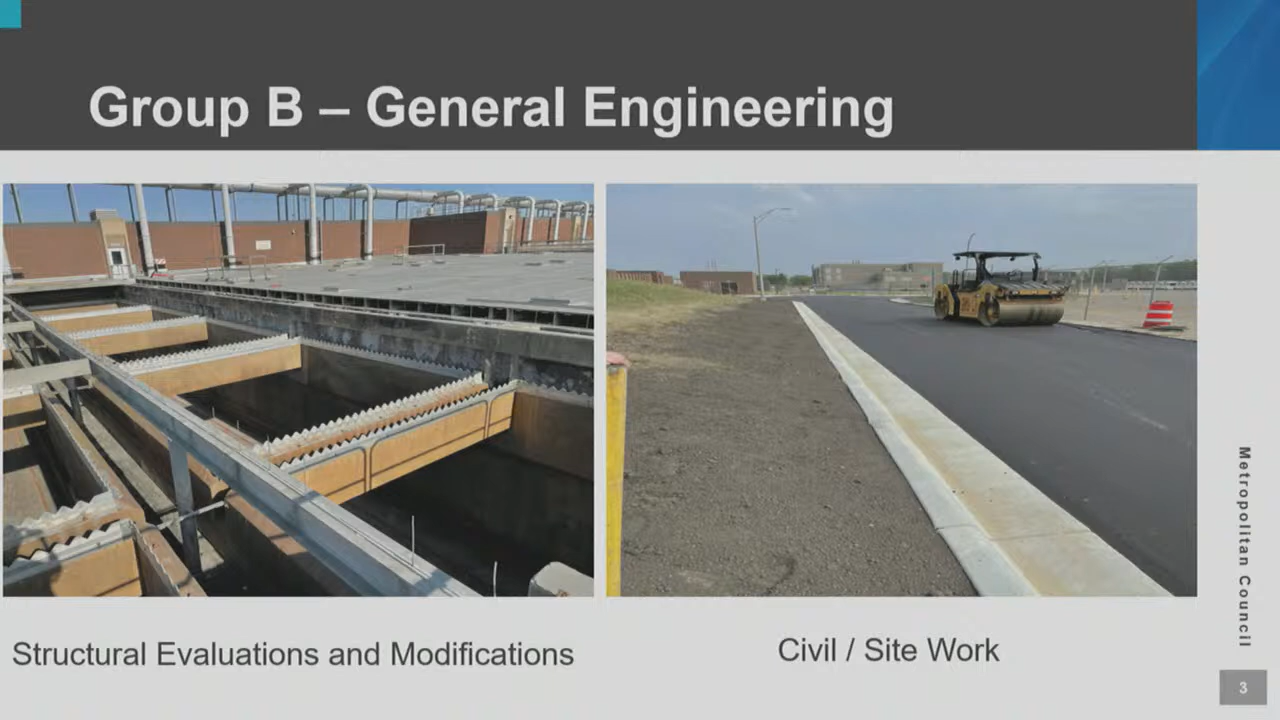 Group B – General Engineering
Structural Evaluations and Modifications
Civil / Site Work
Metropolitan Council
3